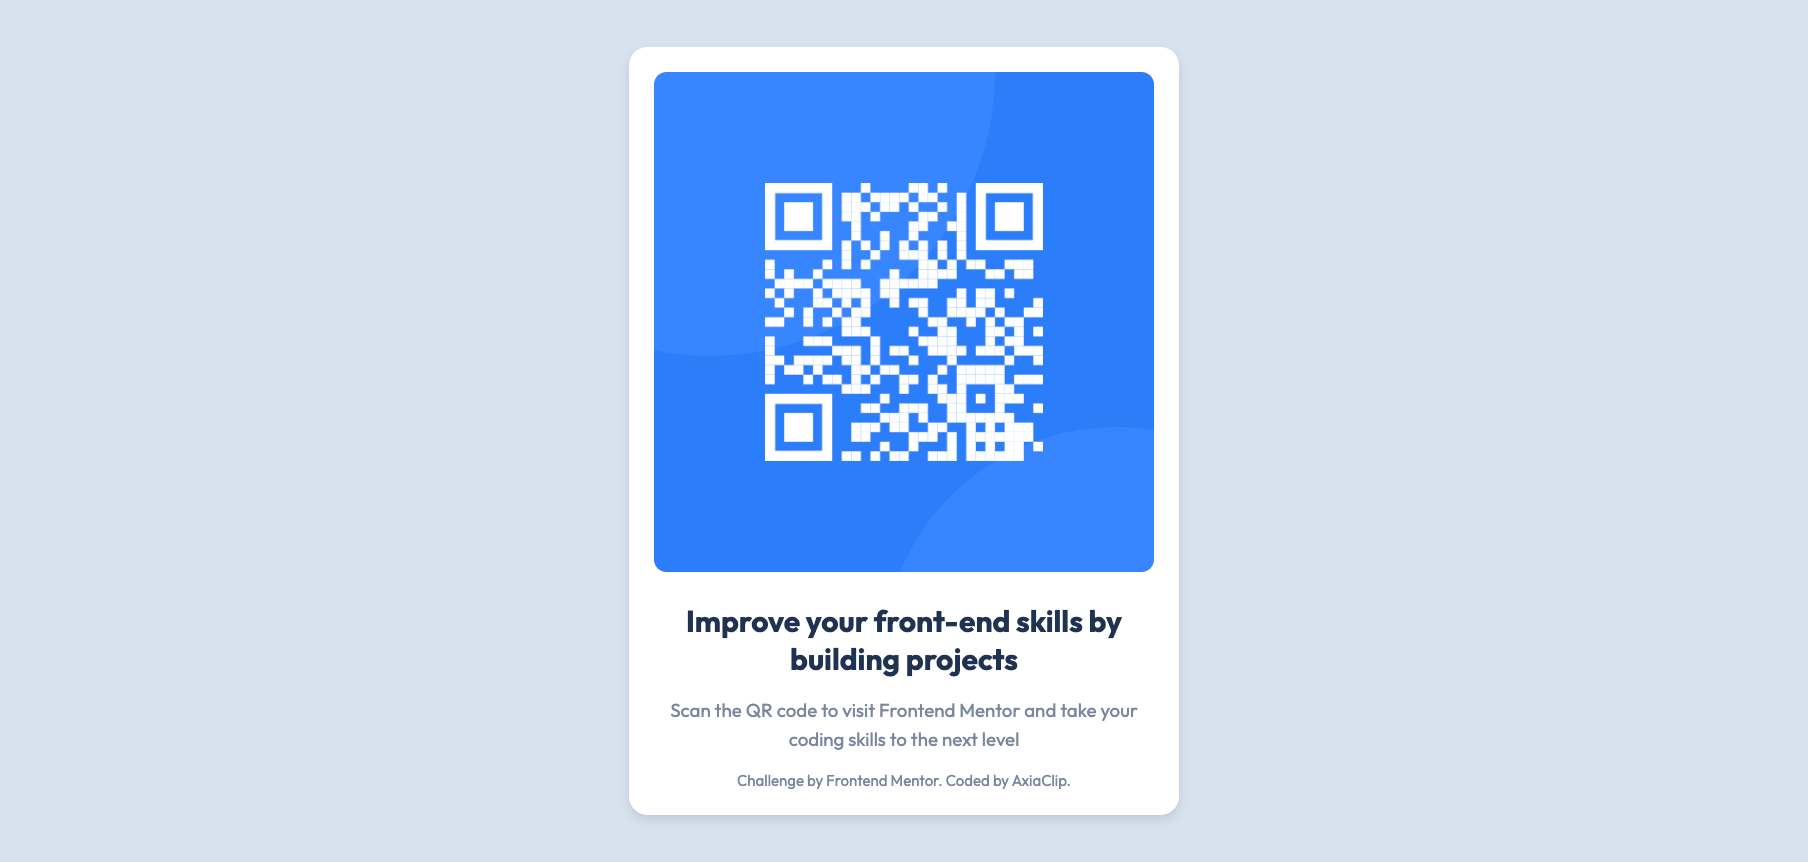 Improve your front-end skills by
building projects
Scan the QR code to visit Frontend Mentor and take your
coding skills to the next level
Challenge by Frontend Mentor. Coded by AxiaClip.